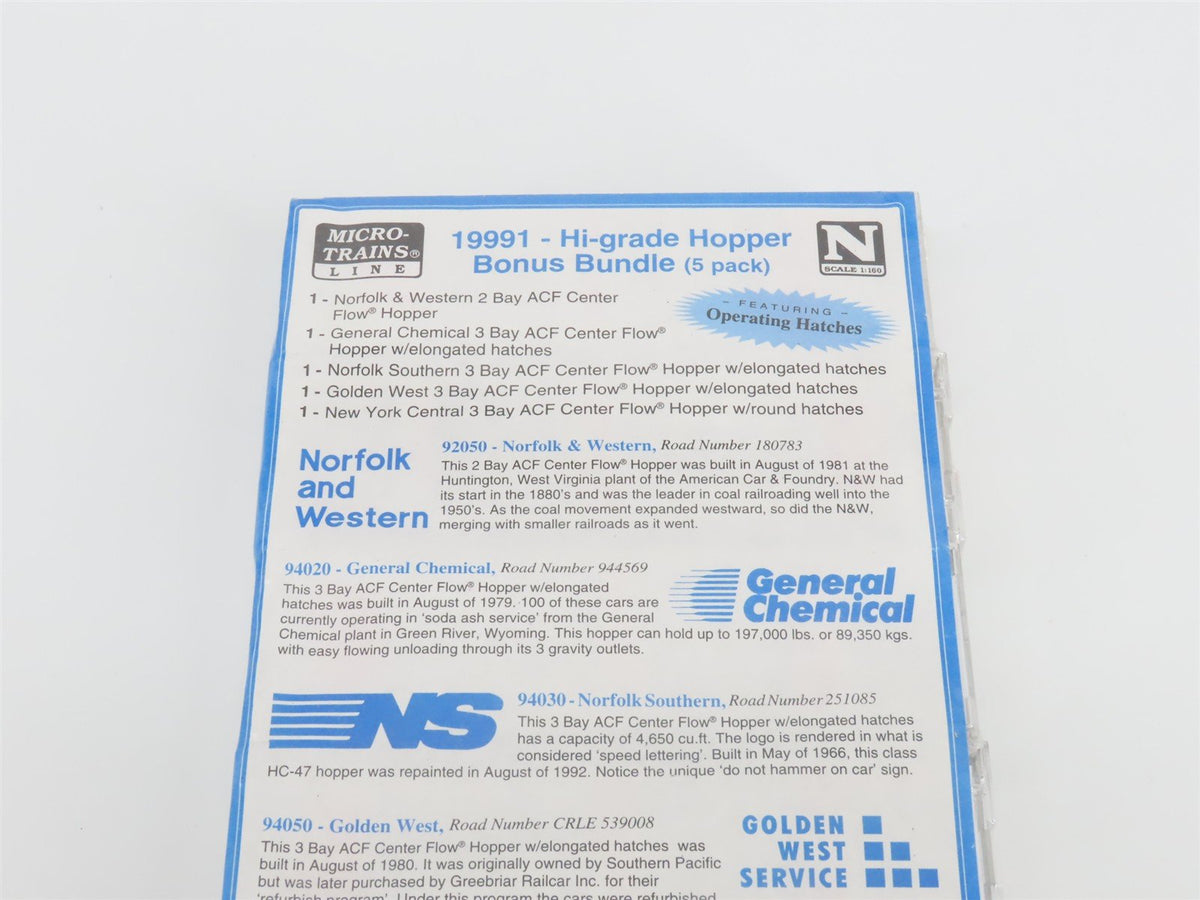 MICRO-
TRAINS®
LINE
19991 - Hi-grade Hopper
Bonus Bundle (5 pack)
N
SCALE 1:160
1 - Norfolk & Western 2 Bay ACF Center
Flow® Hopper
- FEATURING -
Operating Hatches
1 - General Chemical 3 Bay ACF Center Flow®
Hopper w/elongated hatches
1 - Norfolk Southern 3 Bay ACF Center Flow® Hopper w/elongated hatches
1 - Golden West 3 Bay ACF Center Flow® Hopper w/elongated hatches
1 - New York Central 3 Bay ACF Center Flow® Hopper w/round hatches
Norfolk
and
Western
92050 - Norfolk & Western, Road Number 180783
This 2 Bay ACF Center Flow® Hopper was built in August of 1981 at the
Huntington, West Virginia plant of the American Car & Foundry. N&W had
its start in the 1880's and was the leader in coal railroading well into the
1950's. As the coal movement expanded westward, so did the N&W,
merging with smaller railroads as it went.
94020 - General Chemical, Road Number 944569
This 3 Bay ACF Center Flow® Hopper w/elongated
hatches was built in August of 1979. 100 of these cars are
currently operating in 'soda ash service' from the General
Chemical plant in Green River, Wyoming. This hopper can hold up to 197,000 lbs. or 89,350 kgs.
with easy flowing unloading through its 3 gravity outlets.
General
Chemical
NS
94030 - Norfolk Southern, Road Number 251085
This 3 Bay ACF Center Flow® Hopper w/elongated hatches
has a capacity of 4,650 cu.ft. The logo is rendered in what is
considered 'speed lettering'. Built in May of 1966, this class
HC-47 hopper was repainted in August of 1992. Notice the unique 'do not hammer on car' sign.
94050 - Golden West, Road Number CRLE 539008
This 3 Bay ACF Center Flow® Hopper w/elongated hatches was
built in August of 1980. It was originally owned by Southern Pacific
but was later purchased by Greebriar Railcar Inc. for their
'refurbish program'. Under this program the cars were refurbished
GOLDEN
WEST
SERVICE